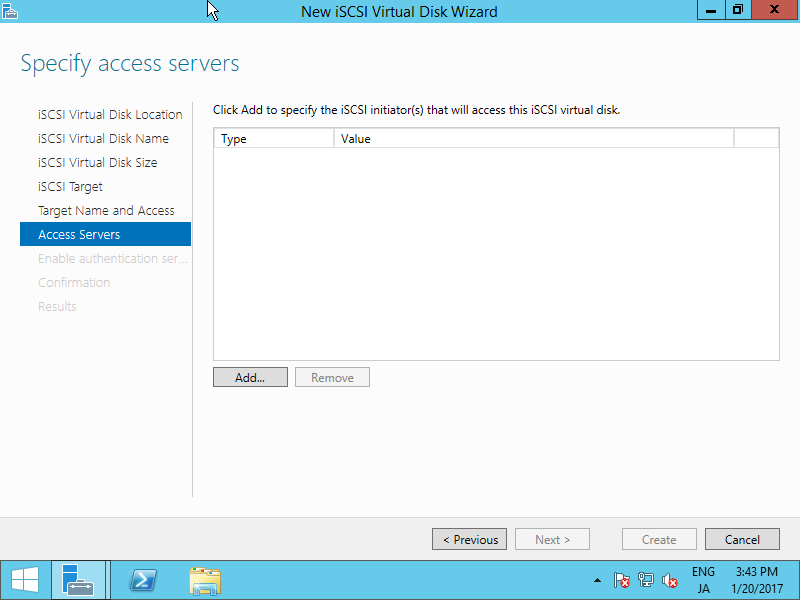 New iSCSI Virtual Disk Wizard
Specify access servers
iSCSI Virtual Disk Location
iSCSI Virtual Disk Name
iSCSI Virtual Disk Size
iSCSI Target
Target Name and Access
Access Servers
Enable authentication ser...
Confirmation
Results
Click Add to specify the iSCSI initiator(s) that will access this iSCSI virtual disk.
Type Value
Add... Remove
< Previous Next > Create Cancel
ENG 3:43 PM
JA 1/20/2017